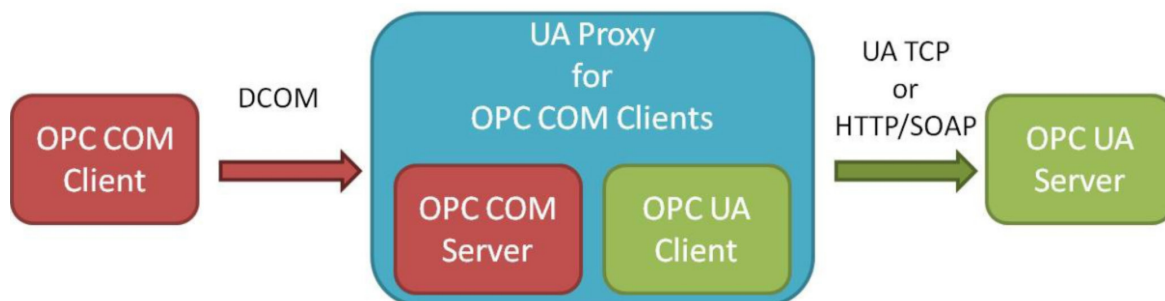 OPC COM
Client
DCOM
UA Proxy
for
OPC COM Clients
OPC COM
Server
OPC UA
Client
UA TCP
or
HTTP/SOAP
OPC UA
Server